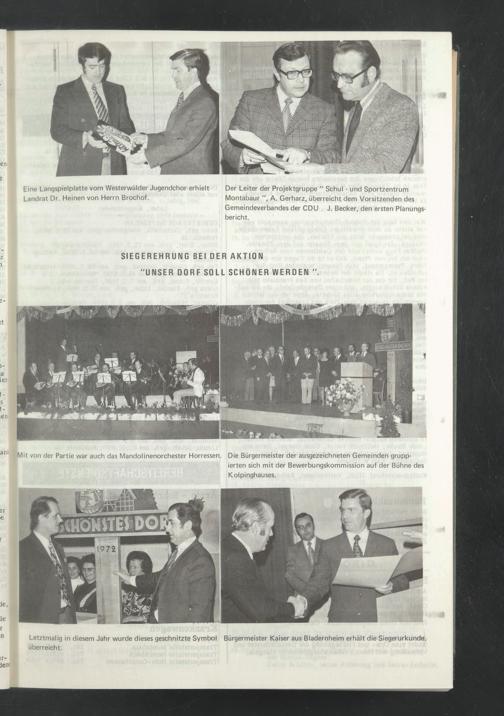 Eine Langspielplatte vom Westerwälder Jugendchor erhielt
Landrat Dr. Heinen von Herrn Brochof.
Der Leiter der Projektgruppe " Schul - und Sportzentrum
Montabaur ", A. Gerharz, überreicht dem Vorsitzenden des
Gemeindeverbandes der CDU , J. Becker, den ersten Planungs-
bericht.
SIEGEREHRUNG BEI DER AKTION
"UNSER DORF SOLL SCHÖNER WERDEN ".
Mit von der Partie war auch das Mandolinenorchester Horressen.
Die Bürgermeister der ausgezeichneten Gemeinden grupp-
ierten sich mit der Bewerbungskommission auf der Bühne des
Kolpinghauses.
SCHÖNSTES DORF
1972
Letztmalig in diesem Jahr wurde dieses geschnitzte Symbol
überreicht.
Bürgermeister Kaiser aus Bladernheim erhält die Siegerurkunde.